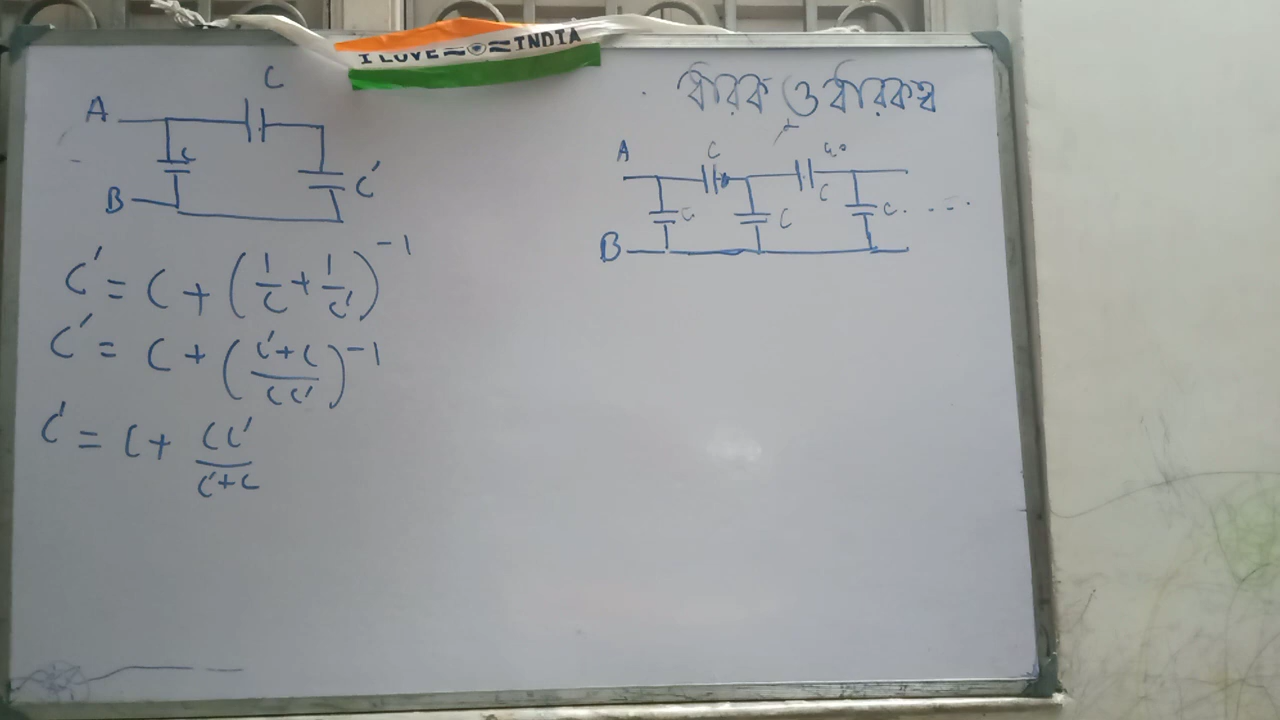 I LOVE INDIA
ধারক ও ধারকত্ব
A C
C C'
B
C' = C + (1/C + 1/C')^-1
C' = C + ((C'+C)/(CC'))^-1
C' = C + CC'/(C'+C)
A C
C C C C. . . .
B